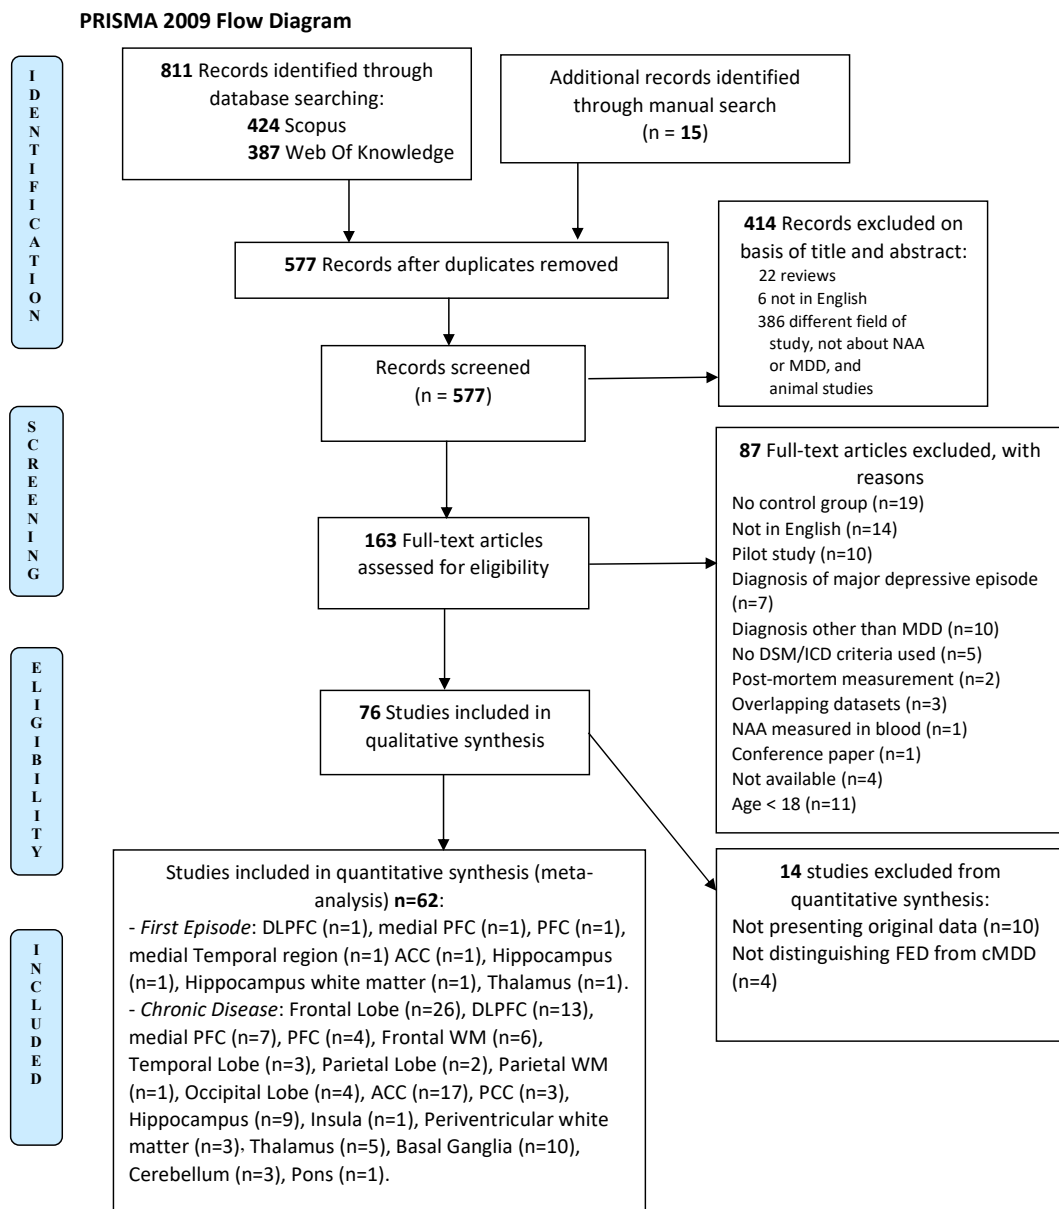 PRISMA 2009 Flow Diagram
IDENTIFICATION
811 Records identified through
database searching:
424 Scopus
387 Web Of Knowledge
Additional records identified
through manual search
(n = 15)
577 Records after duplicates removed
414 Records excluded on
basis of title and abstract:
22 reviews
6 not in English
386 different field of
study, not about NAA
or MDD, and
animal studies
Records screened
(n = 577)
SCREENING
87 Full-text articles excluded, with
reasons
No control group (n=19)
Not in English (n=14)
Pilot study (n=10)
Diagnosis of major depressive episode
(n=7)
Diagnosis other than MDD (n=10)
No DSM/ICD criteria used (n=5)
Post-mortem measurement (n=2)
Overlapping datasets (n=3)
NAA measured in blood (n=1)
Conference paper (n=1)
Not available (n=4)
Age < 18 (n=11)
163 Full-text articles
assessed for eligibility
ELIGIBILITY
76 Studies included in
qualitative synthesis
14 studies excluded from
quantitative synthesis:
Not presenting original data (n=10)
Not distinguishing FED from cMDD
(n=4)
INCLUDED
Studies included in quantitative synthesis (meta-
analysis) n=62:
- First Episode: DLPFC (n=1), medial PFC (n=1), PFC (n=1),
medial Temporal region (n=1) ACC (n=1), Hippocampus
(n=1), Hippocampus white matter (n=1), Thalamus (n=1).
- Chronic Disease: Frontal Lobe (n=26), DLPFC (n=13),
medial PFC (n=7), PFC (n=4), Frontal WM (n=6),
Temporal Lobe (n=3), Parietal Lobe (n=2), Parietal WM
(n=1), Occipital Lobe (n=4), ACC (n=17), PCC (n=3),
Hippocampus (n=9), Insula (n=1), Periventricular white
matter (n=3), Thalamus (n=5), Basal Ganglia (n=10),
Cerebellum (n=3), Pons (n=1).